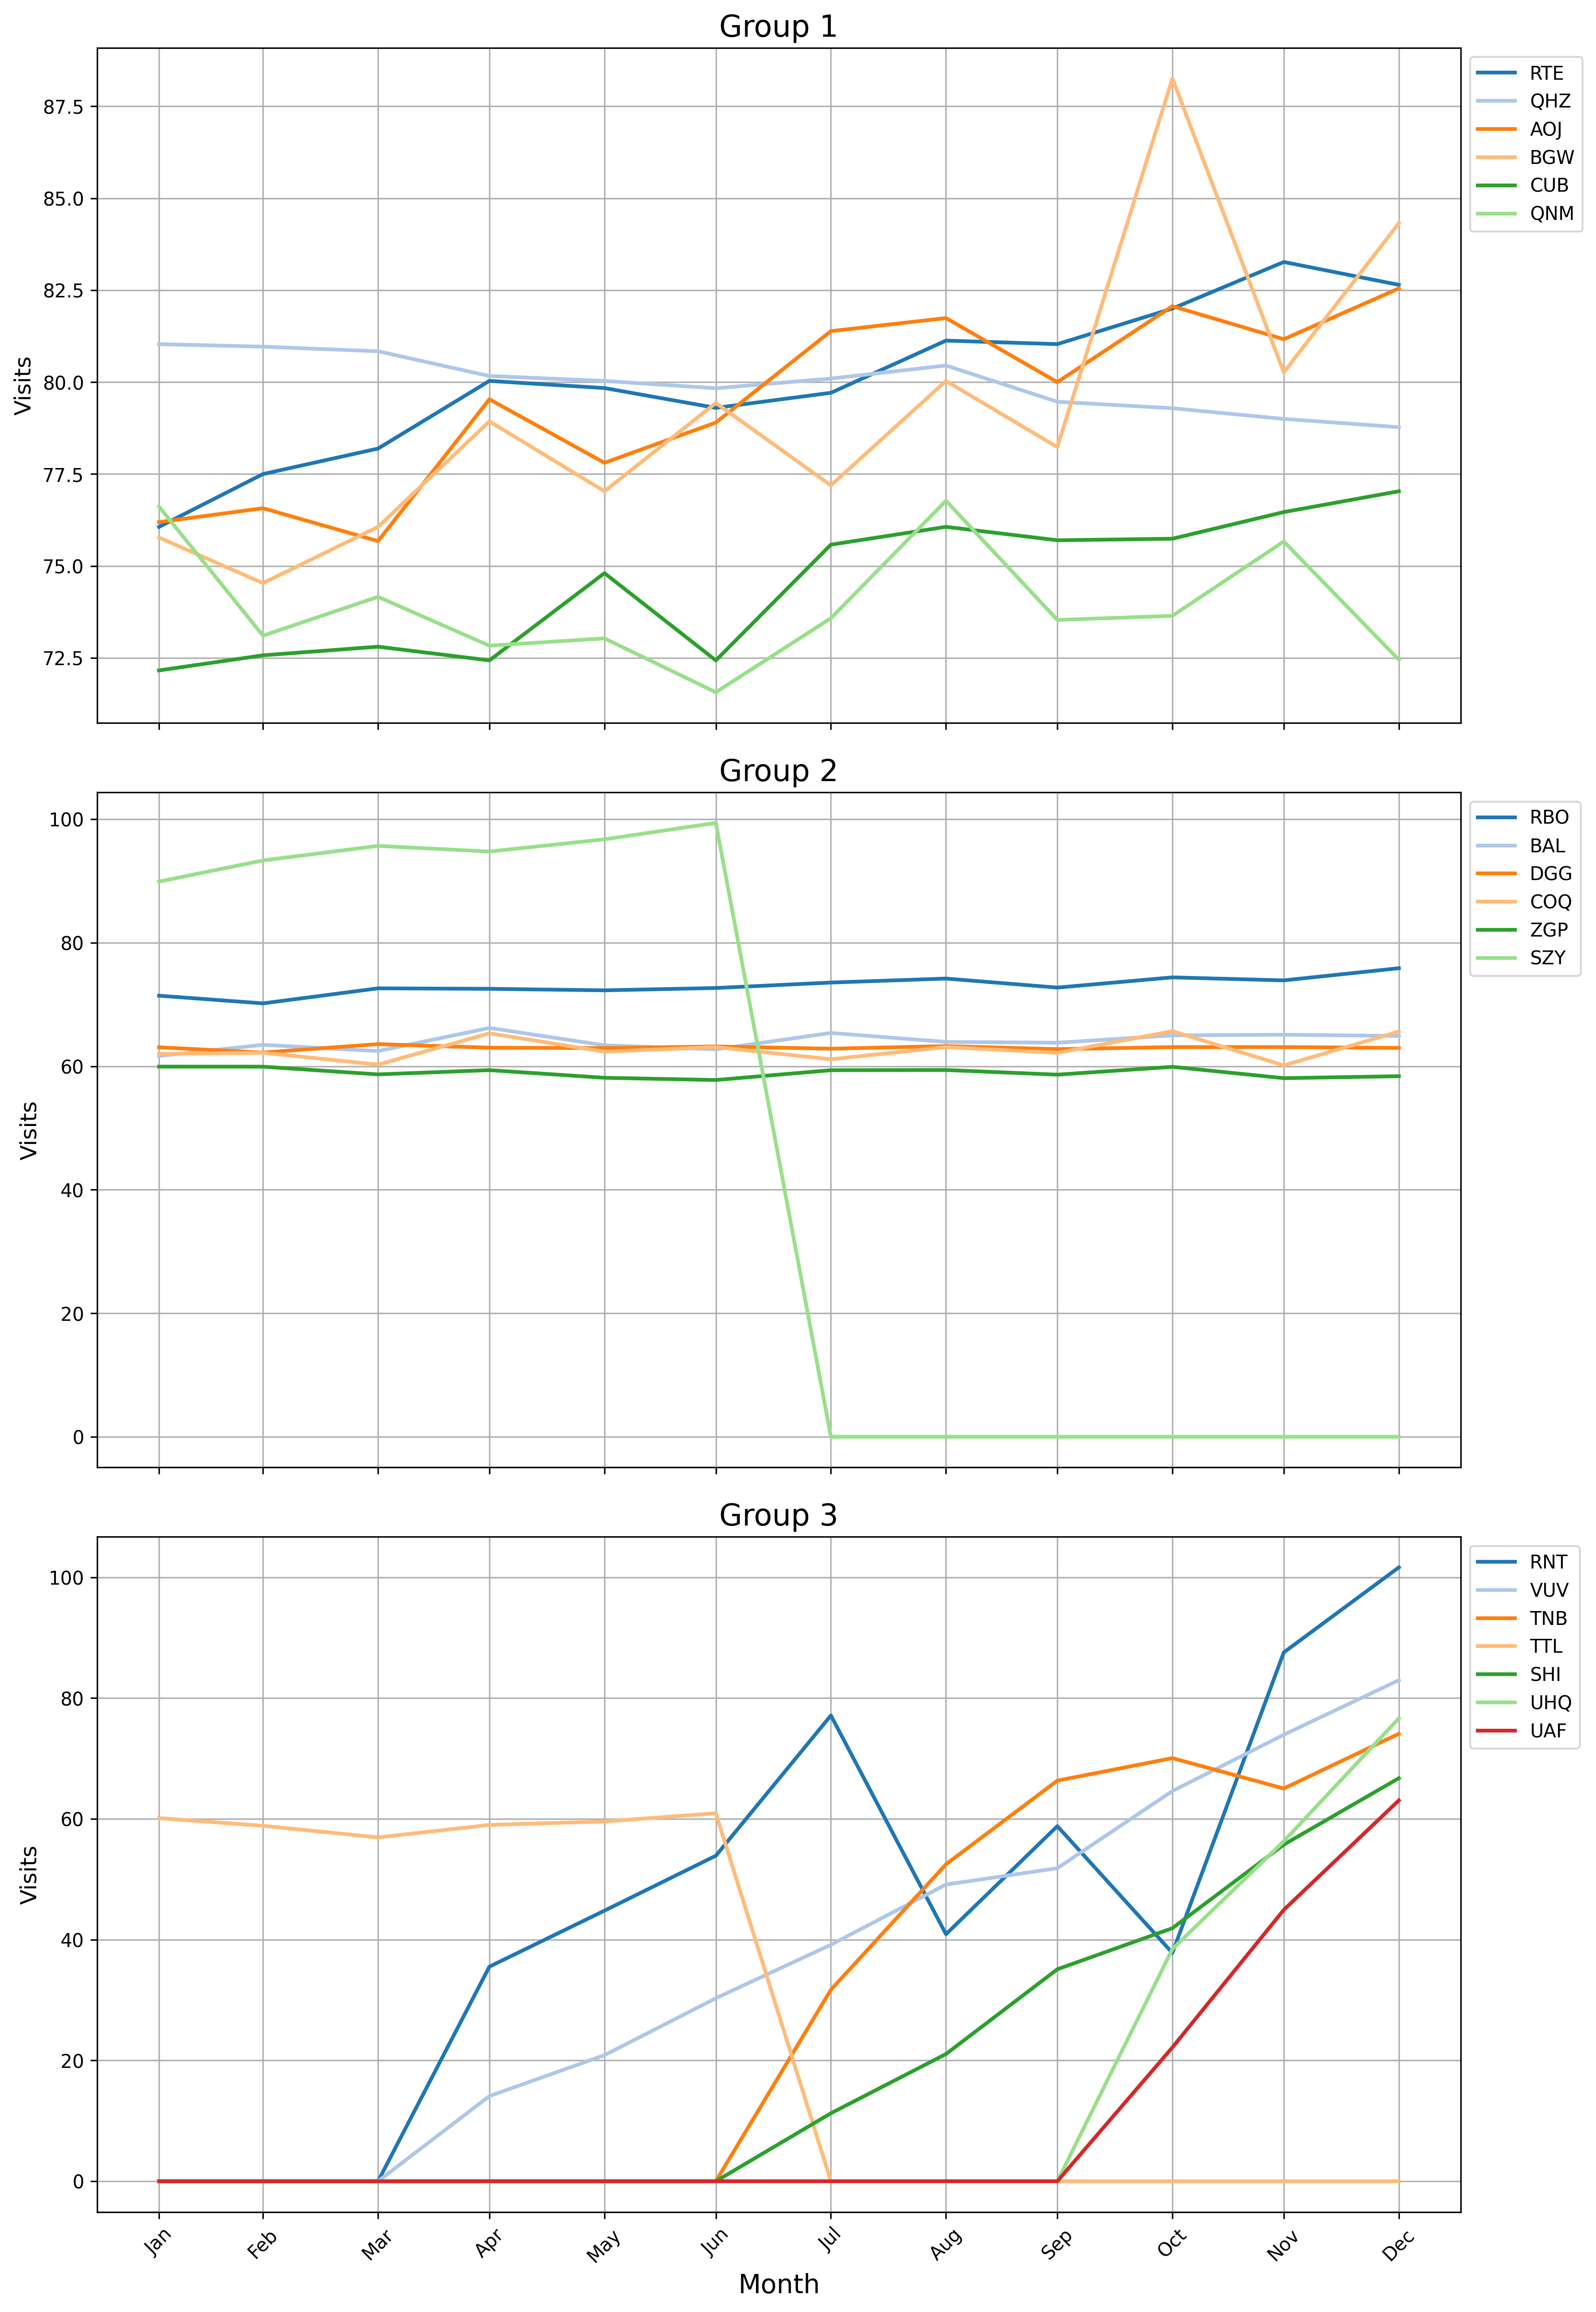 Group 1
Visits
87.5
85.0
82.5
80.0
77.5
75.0
72.5
RTE
QHZ
AOJ
BGW
CUB
QNM
Group 2
Visits
100
80
60
40
20
0
RBO
BAL
DGG
COQ
ZGP
SZY
Group 3
Visits
100
80
60
40
20
0
RNT
VUV
TNB
TTL
SHI
UHQ
UAF
Jan
Feb
Mar
Apr
May
Jun
Jul
Aug
Sep
Oct
Nov
Dec
Month